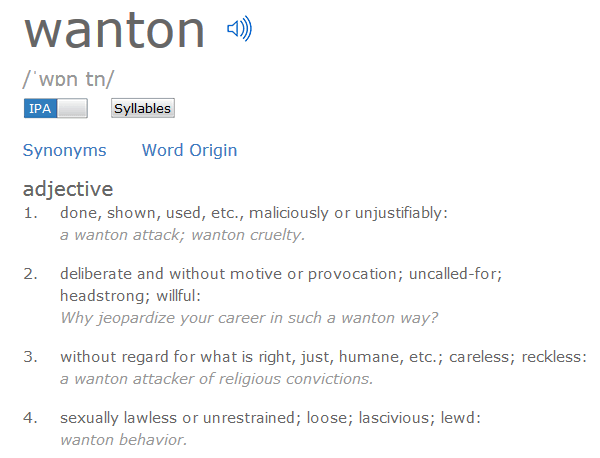 wanton
/ˈwɒn tn/
IPA Syllables
Synonyms Word Origin
adjective
1. done, shown, used, etc., maliciously or unjustifiably:
a wanton attack; wanton cruelty.
2. deliberate and without motive or provocation; uncalled-for;
headstrong; willful:
Why jeopardize your career in such a wanton way?
3. without regard for what is right, just, humane, etc.; careless; reckless:
a wanton attacker of religious convictions.
4. sexually lawless or unrestrained; loose; lascivious; lewd:
wanton behavior.